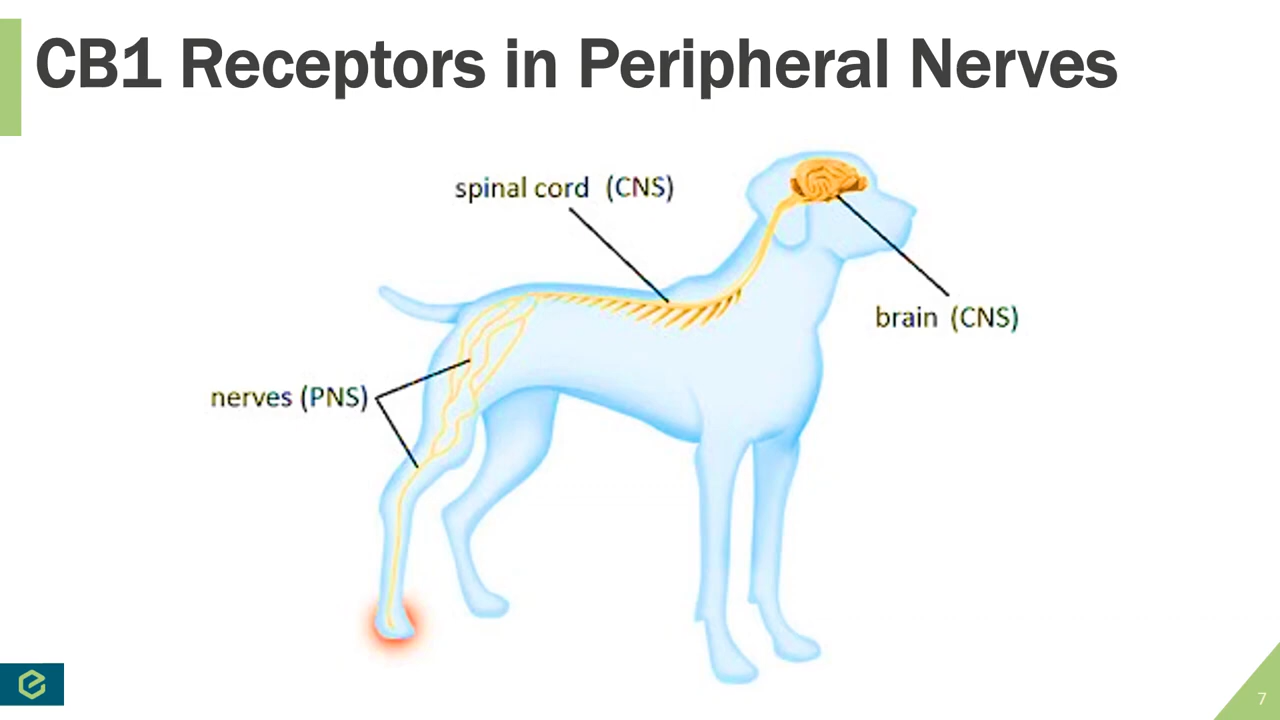 CB1 Receptors in Peripheral Nerves
spinal cord (CNS)
brain (CNS)
nerves (PNS)
7